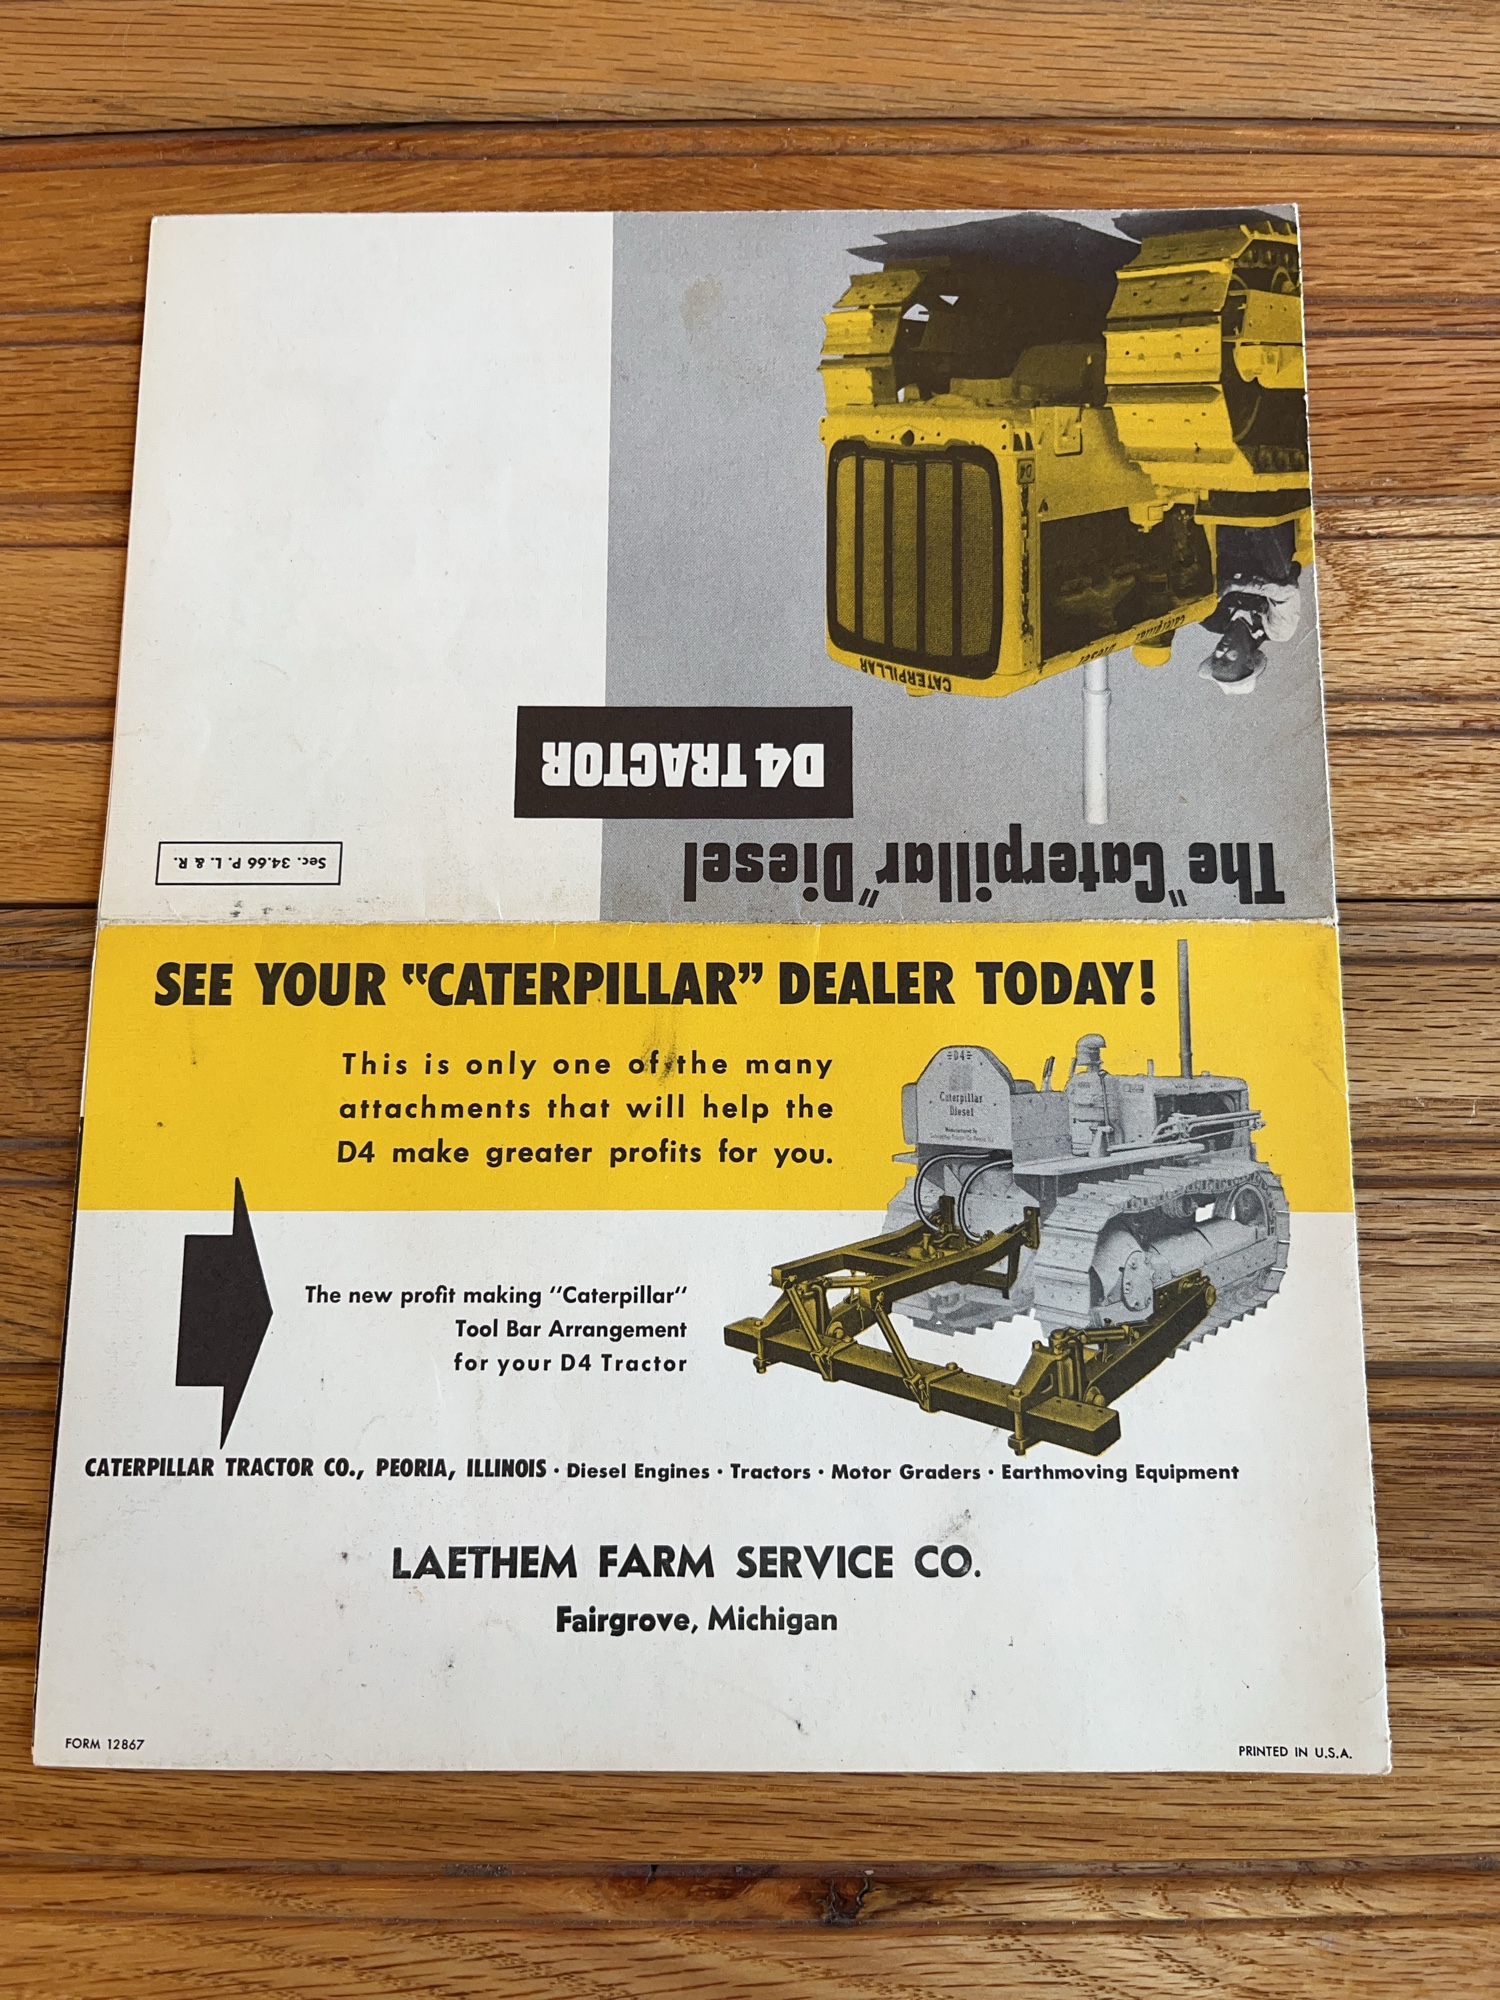 The "Caterpillar" Diesel
D4 TRACTOR
CATERPILLAR
Diesel
Caterpillar
D4
Sec. 34.66 P. L. & R.
SEE YOUR "CATERPILLAR" DEALER TODAY!
This is only one of the many
attachments that will help the
D4 make greater profits for you.
D4
Caterpillar
Diesel
The new profit making "Caterpillar"
Tool Bar Arrangement
for your D4 Tractor
CATERPILLAR TRACTOR CO., PEORIA, ILLINOIS · Diesel Engines · Tractors · Motor Graders · Earthmoving Equipment
LAETHEM FARM SERVICE CO.
Fairgrove, Michigan
FORM 12867
PRINTED IN U.S.A.